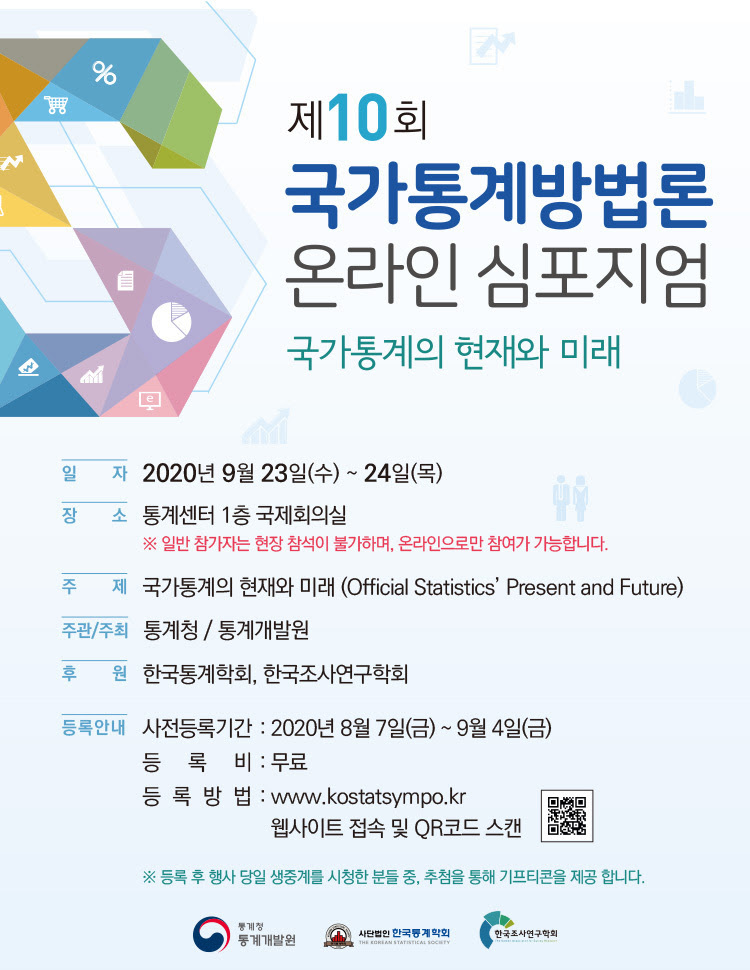 제10회
국가통계방법론
온라인 심포지엄
국가통계의 현재와 미래
일 자 2020년 9월 23일(수) ~ 24일(목)
장 소 통계센터 1층 국제회의실
※ 일반 참가자는 현장 참석이 불가하며, 온라인으로만 참여가 가능합니다.
주 제 국가통계의 현재와 미래 (Official Statistics’ Present and Future)
주관/주최 통계청 / 통계개발원
후 원 한국통계학회, 한국조사연구학회
등록안내 사전등록기간 : 2020년 8월 7일(금) ~ 9월 4일(금)
등 록 비 : 무료
등 록 방 법 : www.kostatsympo.kr
웹사이트 접속 및 QR코드 스캔
※ 등록 후 행사 당일 생중계를 시청한 분들 중, 추첨을 통해 기프티콘을 제공 합니다.
통계청
통계개발원
사단법인 한국통계학회
THE KOREAN STATISTICAL SOCIETY
한국조사연구학회